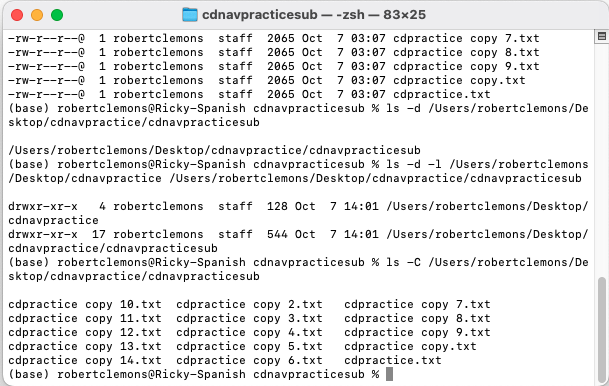 cdnavpracticesub — -zsh — 83×25
-rw-r--r--@  1 robertclemons  staff  2065 Oct  7 03:07 cdpractice copy 7.txt
-rw-r--r--@  1 robertclemons  staff  2065 Oct  7 03:07 cdpractice copy 8.txt
-rw-r--r--@  1 robertclemons  staff  2065 Oct  7 03:07 cdpractice copy 9.txt
-rw-r--r--@  1 robertclemons  staff  2065 Oct  7 03:07 cdpractice copy.txt
-rw-r--r--@  1 robertclemons  staff  2065 Oct  7 03:07 cdpractice.txt
(base) robertclemons@Ricky-Spanish cdnavpracticesub % ls -d /Users/robertclemons/De
sktop/cdnavpractice/cdnavpracticesub
/Users/robertclemons/Desktop/cdnavpractice/cdnavpracticesub
(base) robertclemons@Ricky-Spanish cdnavpracticesub % ls -d -l /Users/robertclemons
/Desktop/cdnavpractice /Users/robertclemons/Desktop/cdnavpractice/cdnavpracticesub
drwxr-xr-x   4 robertclemons  staff  128 Oct  7 14:01 /Users/robertclemons/Desktop/
cdnavpractice
drwxr-xr-x  17 robertclemons  staff  544 Oct  7 14:01 /Users/robertclemons/Desktop/
cdnavpractice/cdnavpracticesub
(base) robertclemons@Ricky-Spanish cdnavpracticesub % ls -C /Users/robertclemons/De
sktop/cdnavpractice/cdnavpracticesub
cdpractice copy 10.txt  cdpractice copy 2.txt   cdpractice copy 7.txt
cdpractice copy 11.txt  cdpractice copy 3.txt   cdpractice copy 8.txt
cdpractice copy 12.txt  cdpractice copy 4.txt   cdpractice copy 9.txt
cdpractice copy 13.txt  cdpractice copy 5.txt   cdpractice copy.txt
cdpractice copy 14.txt  cdpractice copy 6.txt   cdpractice.txt
(base) robertclemons@Ricky-Spanish cdnavpracticesub %